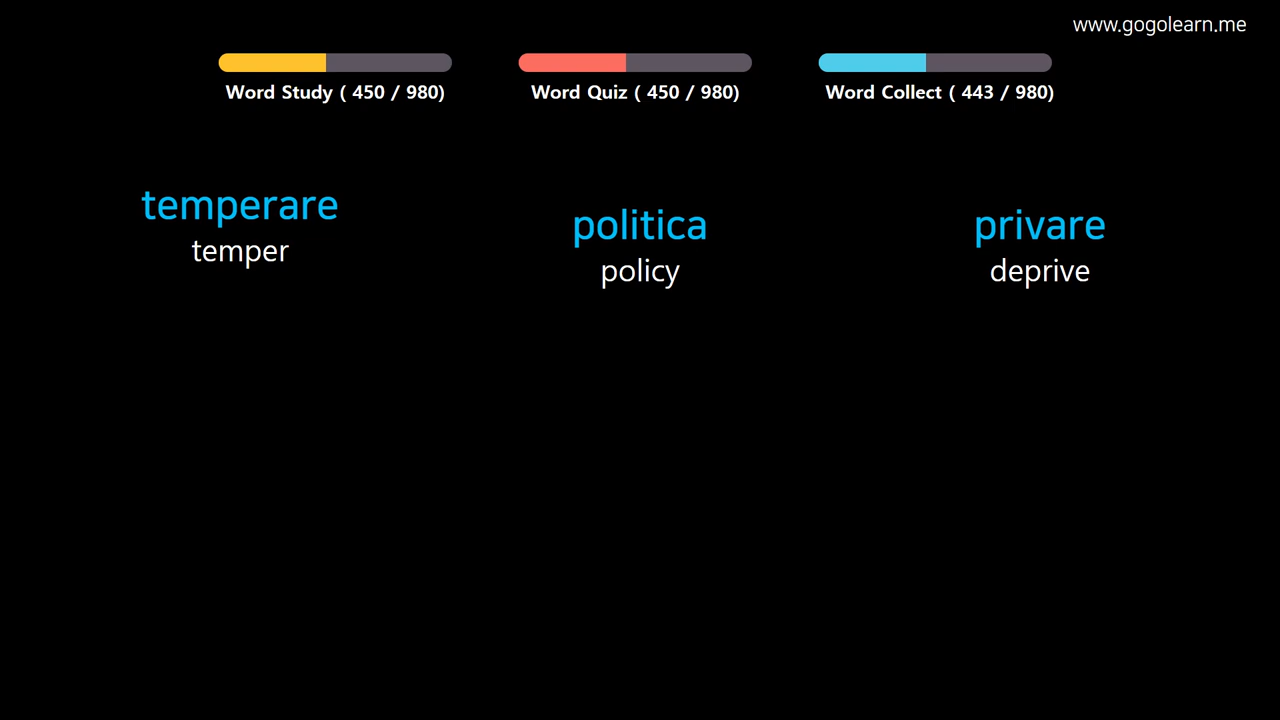 www.gogolearn.me
Word Study ( 450 / 980)
Word Quiz ( 450 / 980)
Word Collect ( 443 / 980)
temperare
temper
politica
policy
privare
deprive